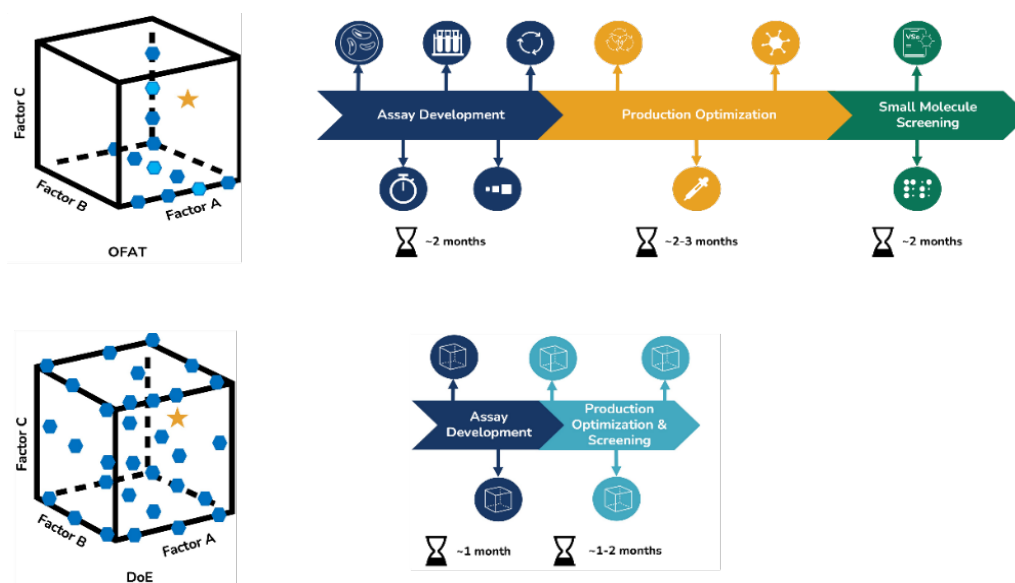 Factor C
Factor B
Factor A
OFAT
VSe
Assay Development
Production Optimization
Small Molecule
Screening
~2 months
~2-3 months
~2 months
Factor C
Factor B
Factor A
DoE
Assay
Development
Production
Optimization &
Screening
~1 month
~1-2 months